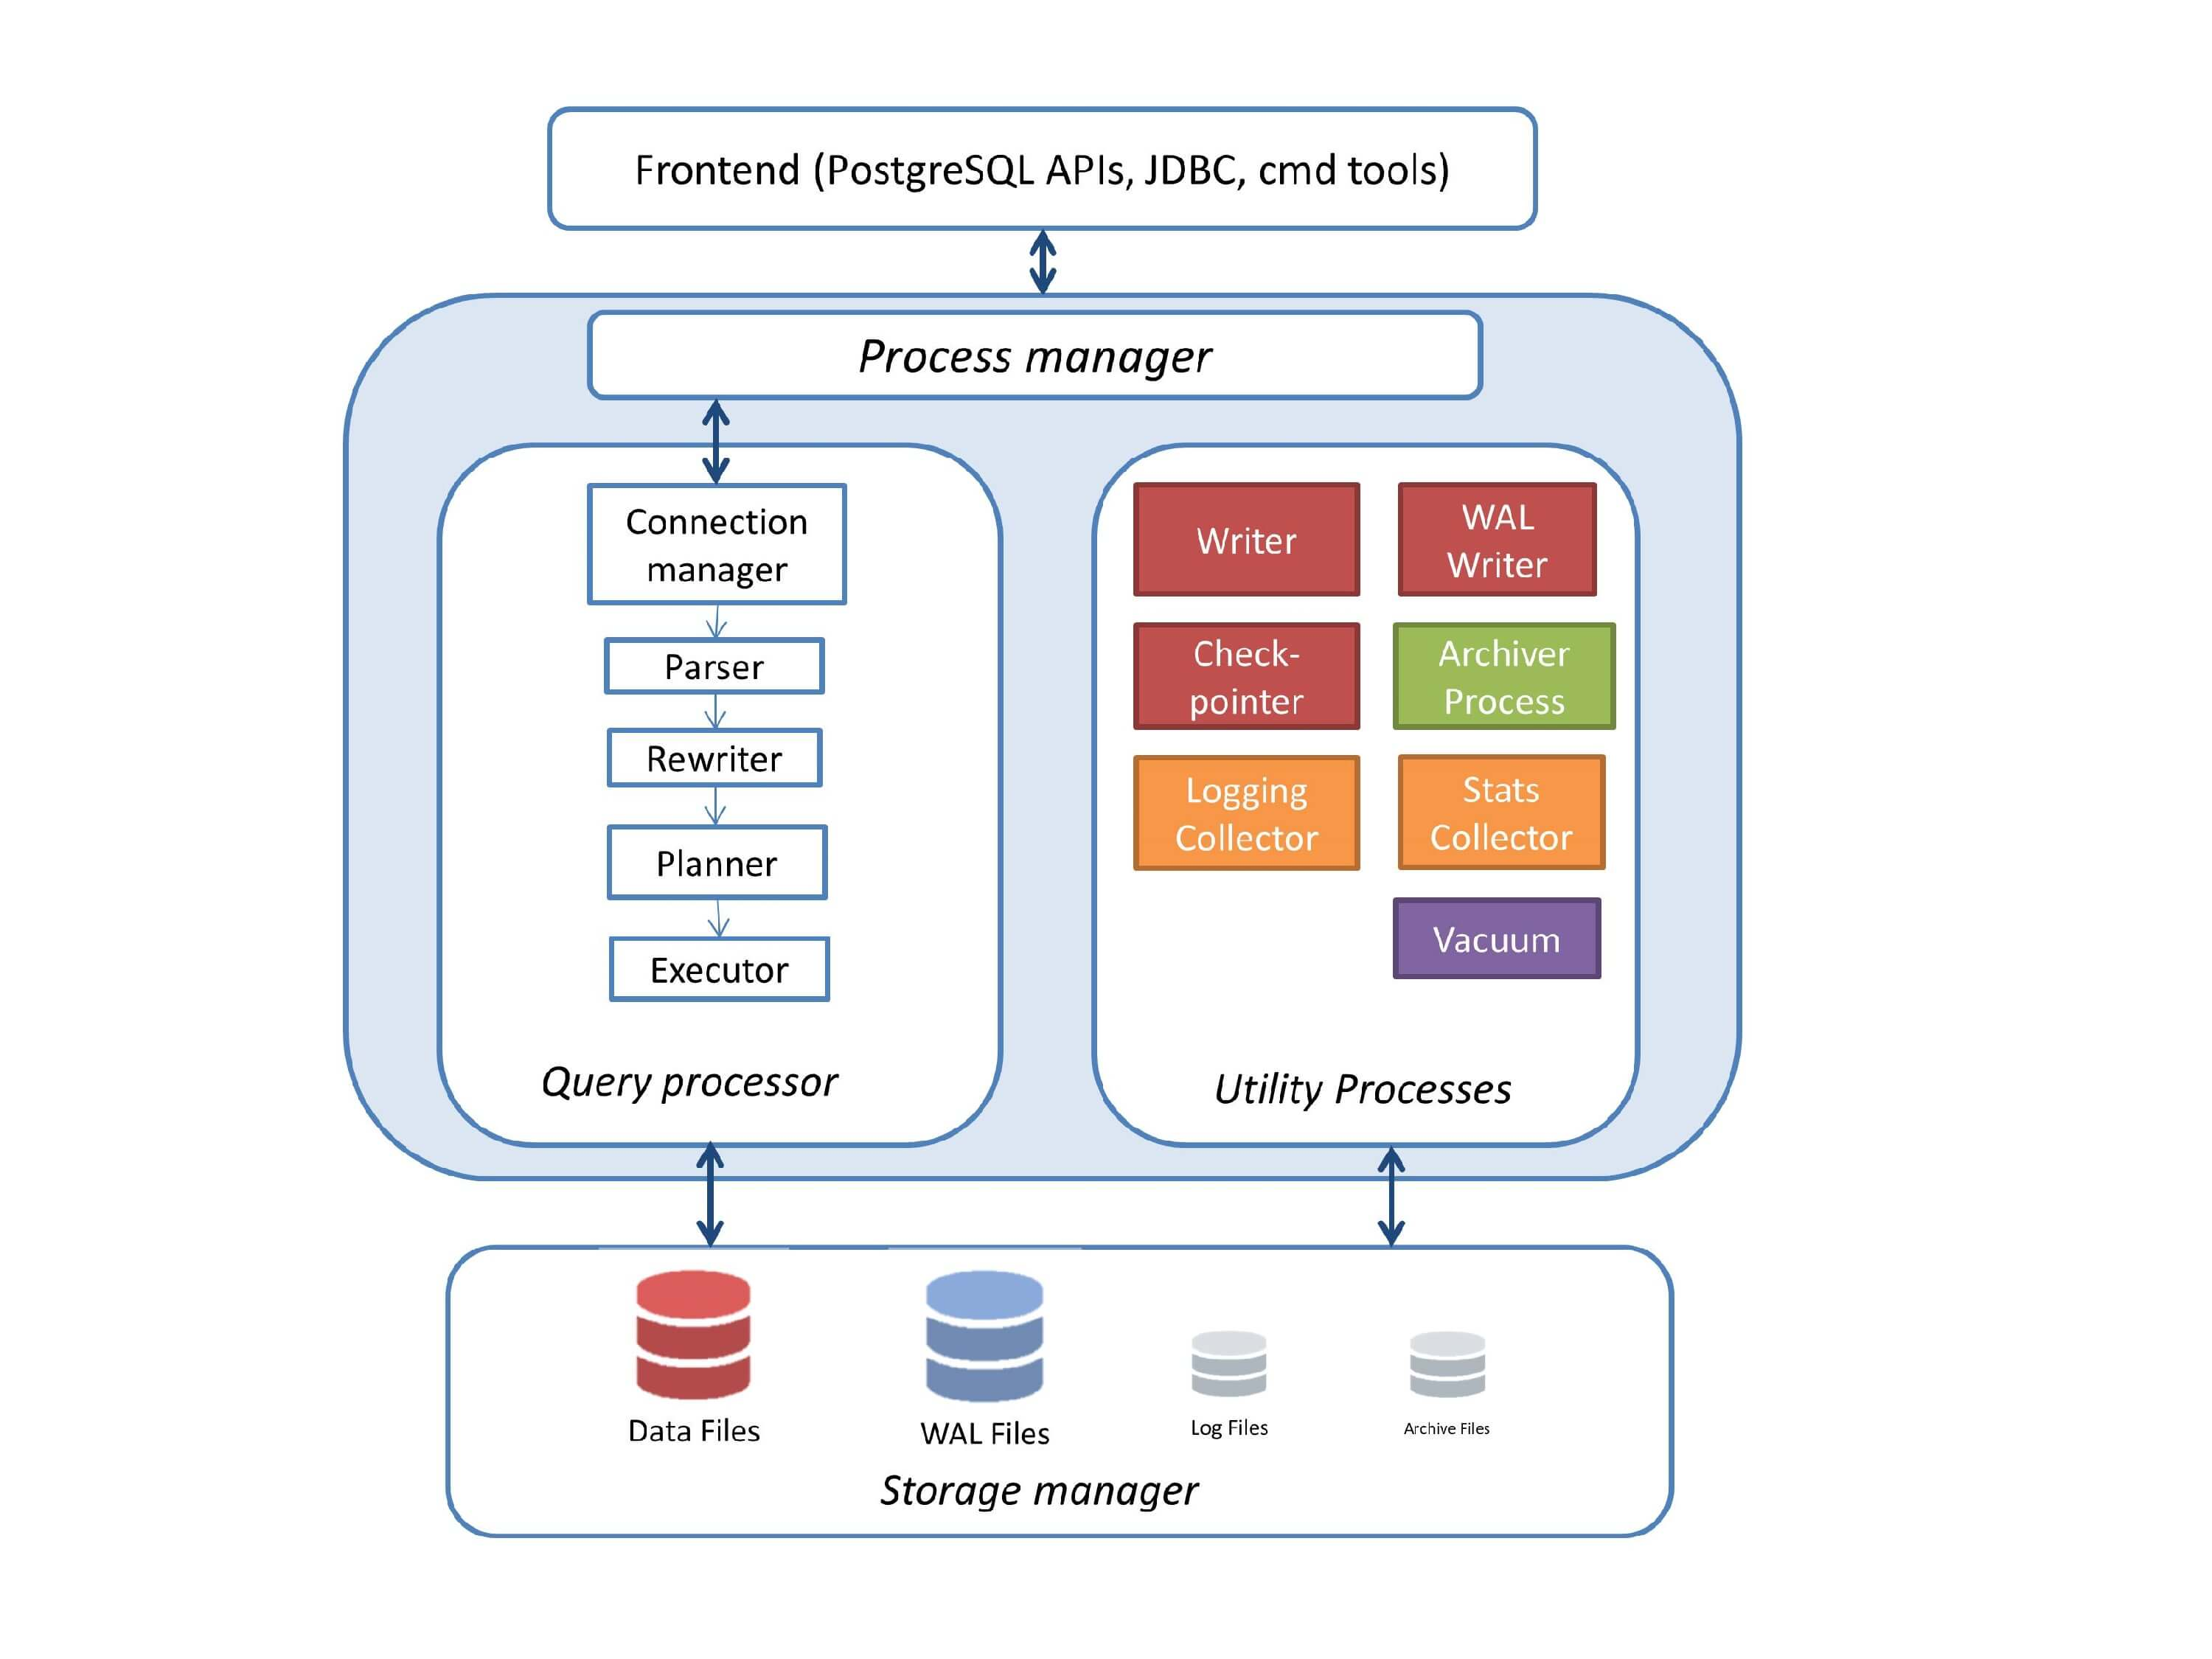 Frontend (PostgreSQL APIs, JDBC, cmd tools)
Process manager
Connection
manager
Parser
Rewriter
Planner
Executor
Query processor
Writer
WAL
Writer
Check-
pointer
Archiver
Process
Logging
Collector
Stats
Collector
Vacuum
Utility Processes
Data Files
WAL Files
Log Files
Archive Files
Storage manager